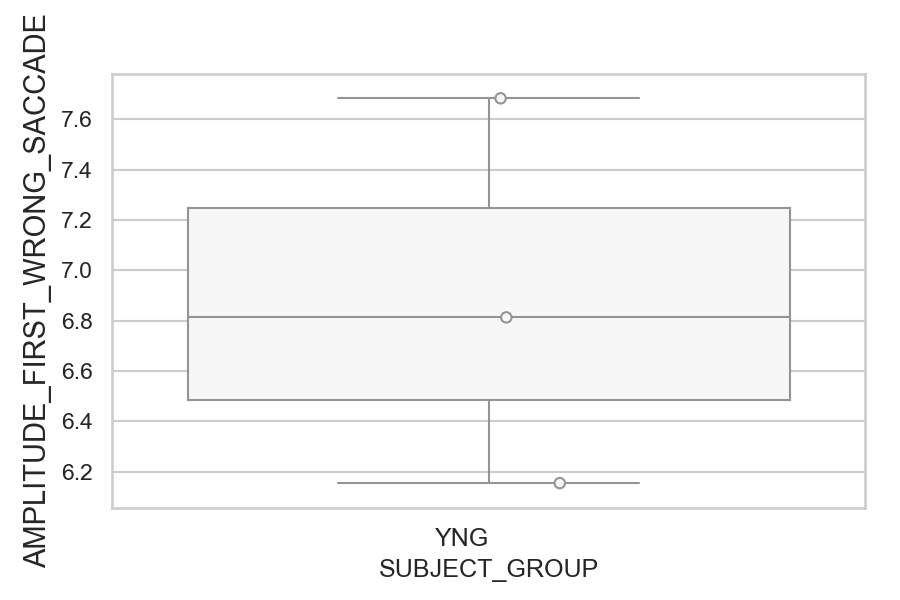 AMPLITUDE_FIRST_WRONG_SACCADE
7.6
7.4
7.2
7.0
6.8
6.6
6.4
6.2
YNG
SUBJECT_GROUP